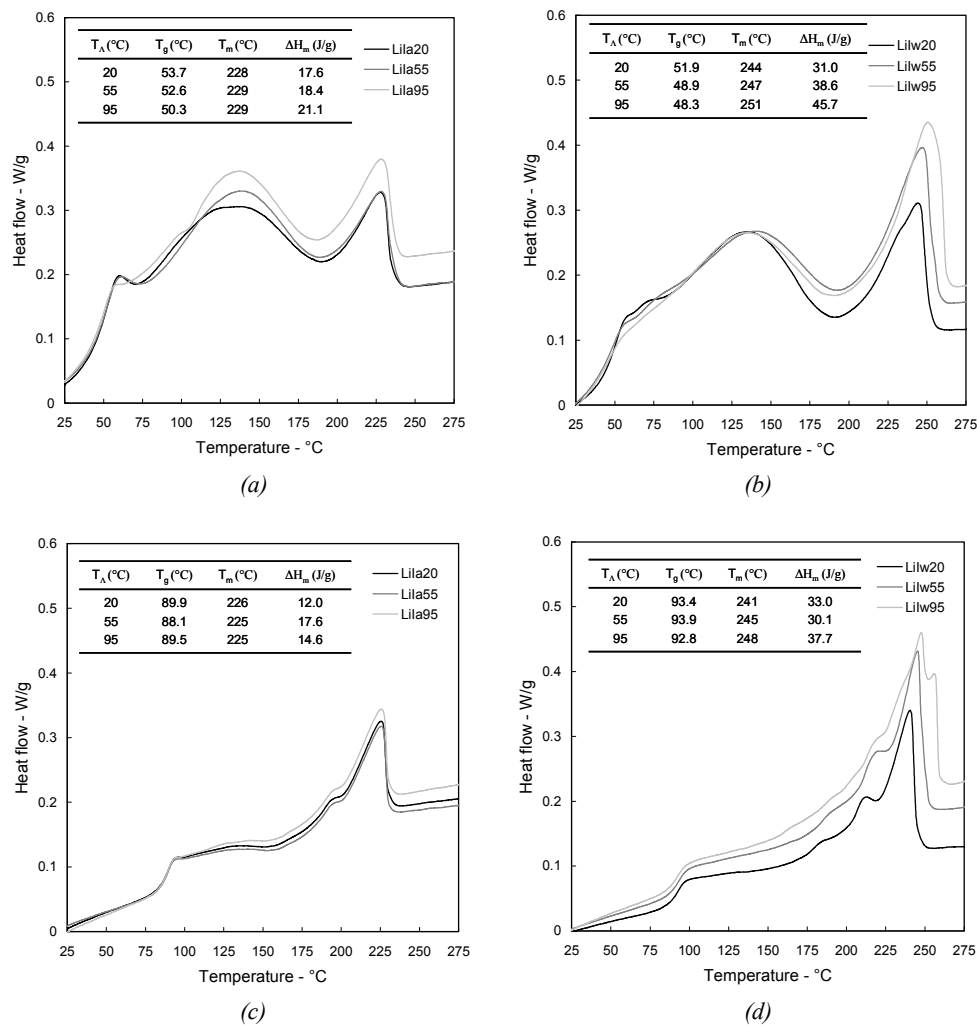 0.6
0.5
0.4
0.3
0.2
0.1
0
Heat flow - W/g
T_Λ (°C) T_g (°C) T_m (°C) ΔH_m (J/g)
20 53.7 228 17.6
55 52.6 229 18.4
95 50.3 229 21.1
Lila20
Lila55
Lila95
25 50 75 100 125 150 175 200 225 250 275
Temperature - °C
(a)
0.6
0.5
0.4
0.3
0.2
0.1
0
Heat flow - W/g
T_Λ (°C) T_g (°C) T_m (°C) ΔH_m (J/g)
20 51.9 244 31.0
55 48.9 247 38.6
95 48.3 251 45.7
Lilw20
Lilw55
Lilw95
25 50 75 100 125 150 175 200 225 250 275
Temperature - °C
(b)
0.6
0.5
0.4
0.3
0.2
0.1
0
Heat flow - W/g
T_Λ (°C) T_g (°C) T_m (°C) ΔH_m (J/g)
20 89.9 226 12.0
55 88.1 225 17.6
95 89.5 225 14.6
Lila20
Lila55
Lila95
25 50 75 100 125 150 175 200 225 250 275
Temperature - °C
(c)
0.6
0.5
0.4
0.3
0.2
0.1
0
Heat flow - W/g
T_Λ (°C) T_g (°C) T_m (°C) ΔH_m (J/g)
20 93.4 241 33.0
55 93.9 245 30.1
95 92.8 248 37.7
Lilw20
Lilw55
Lilw95
25 50 75 100 125 150 175 200 225 250 275
Temperature - °C
(d)